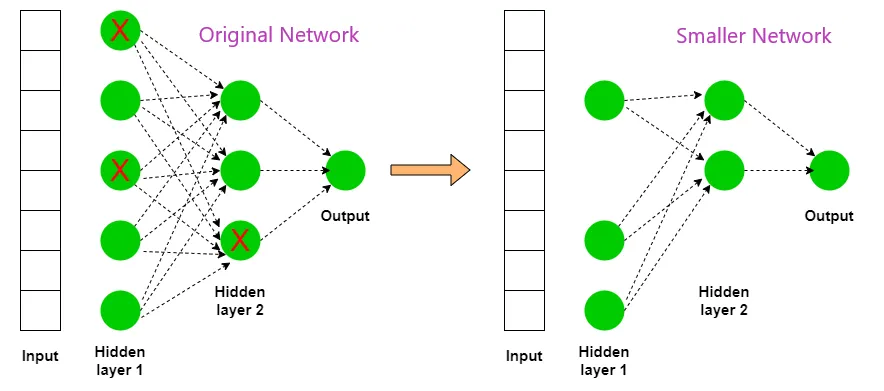 Original Network
X
X
X
Output
Hidden
layer 2
Input
Hidden
layer 1
Smaller Network
Output
Hidden
layer 2
Input
Hidden
layer 1